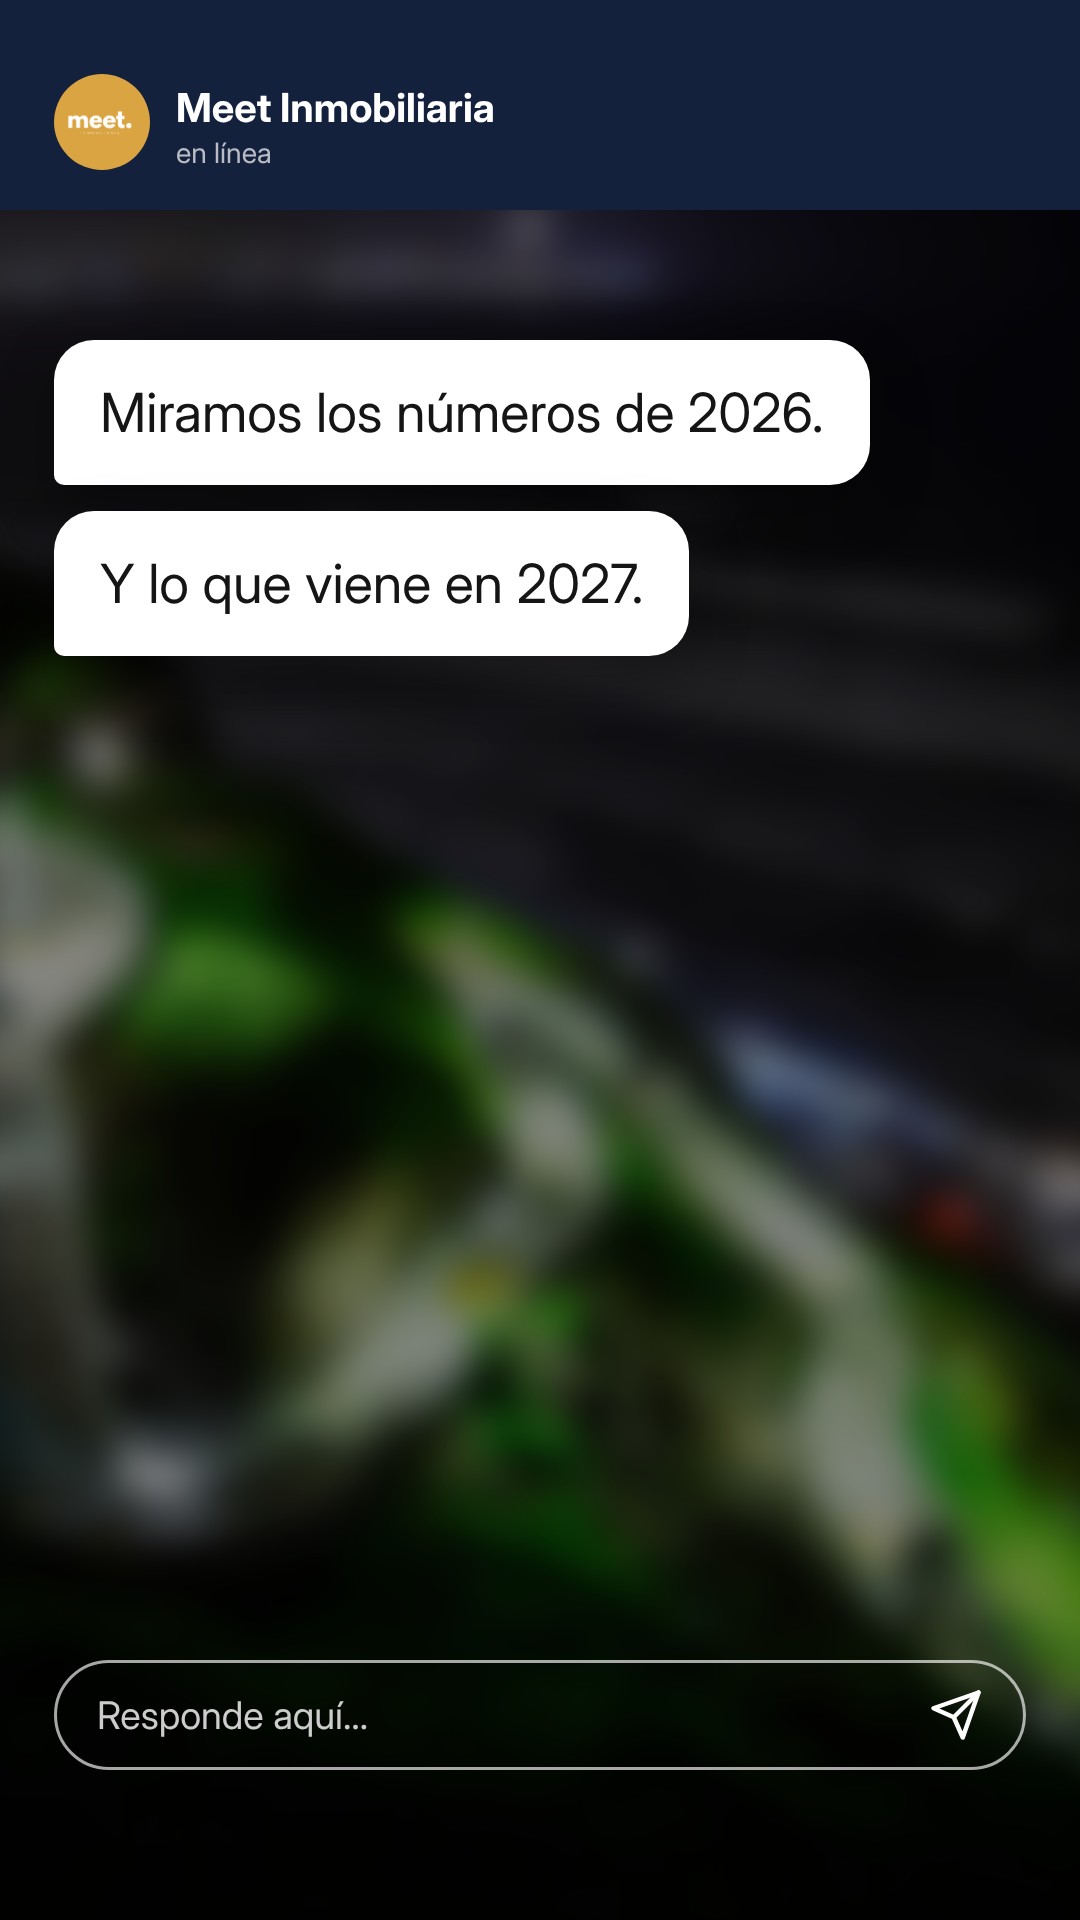 meet.
Meet Inmobiliaria
en línea
Miramos los números de 2026.
Y lo que viene en 2027.
Responde aquí...